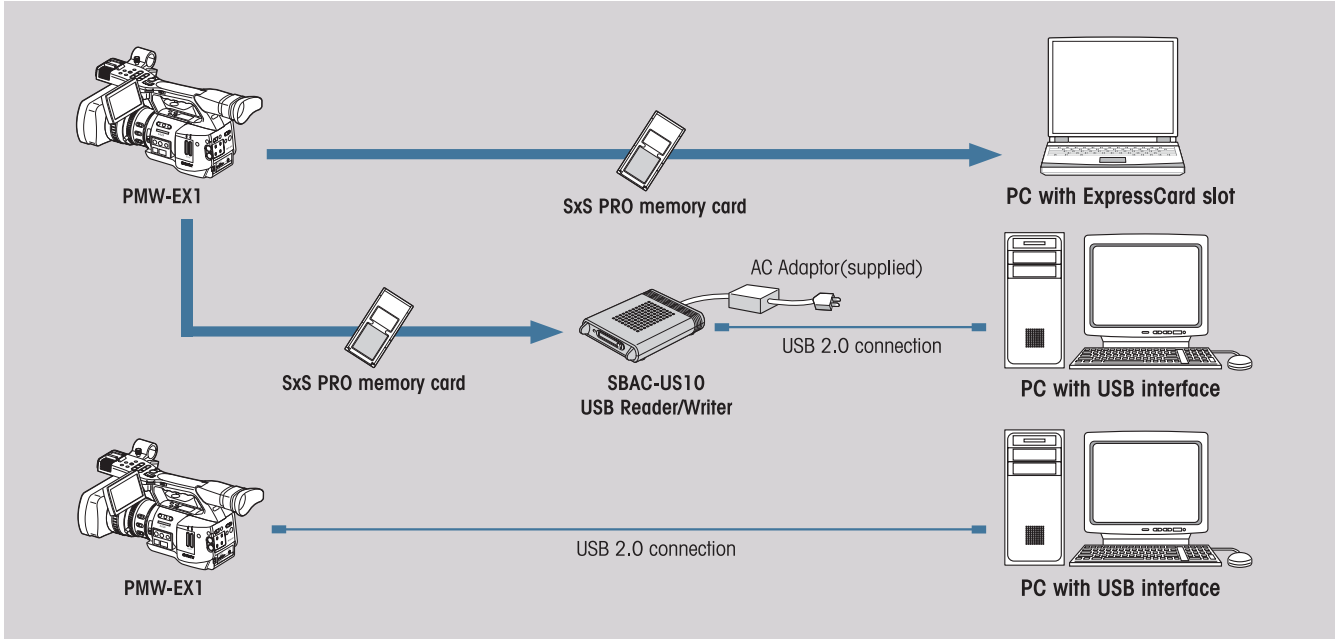 PMW-EX1
SxS PRO memory card
PC with ExpressCard slot
AC Adaptor(supplied)
USB 2.0 connection
SxS PRO memory card
SBAC-US10
USB Reader/Writer
PC with USB interface
USB 2.0 connection
PMW-EX1
PC with USB interface